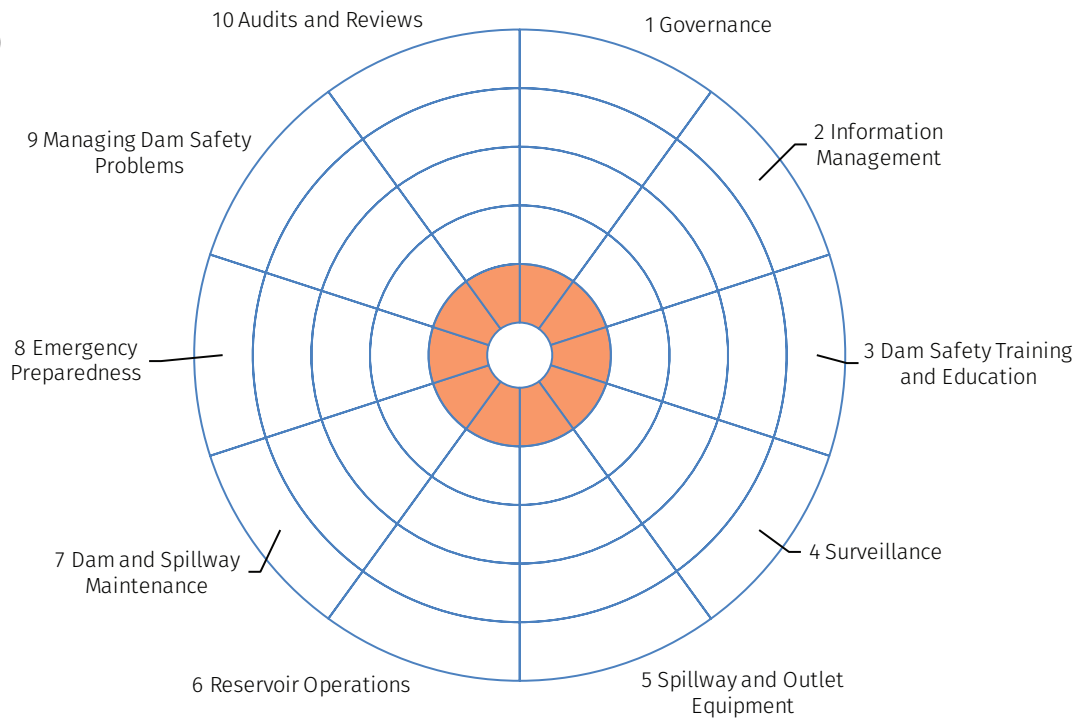 10 Audits and Reviews
1 Governance
2 Information
Management
3 Dam Safety Training
and Education
4 Surveillance
5 Spillway and Outlet
Equipment
6 Reservoir Operations
7 Dam and Spillway
Maintenance
8 Emergency
Preparedness
9 Managing Dam Safety
Problems